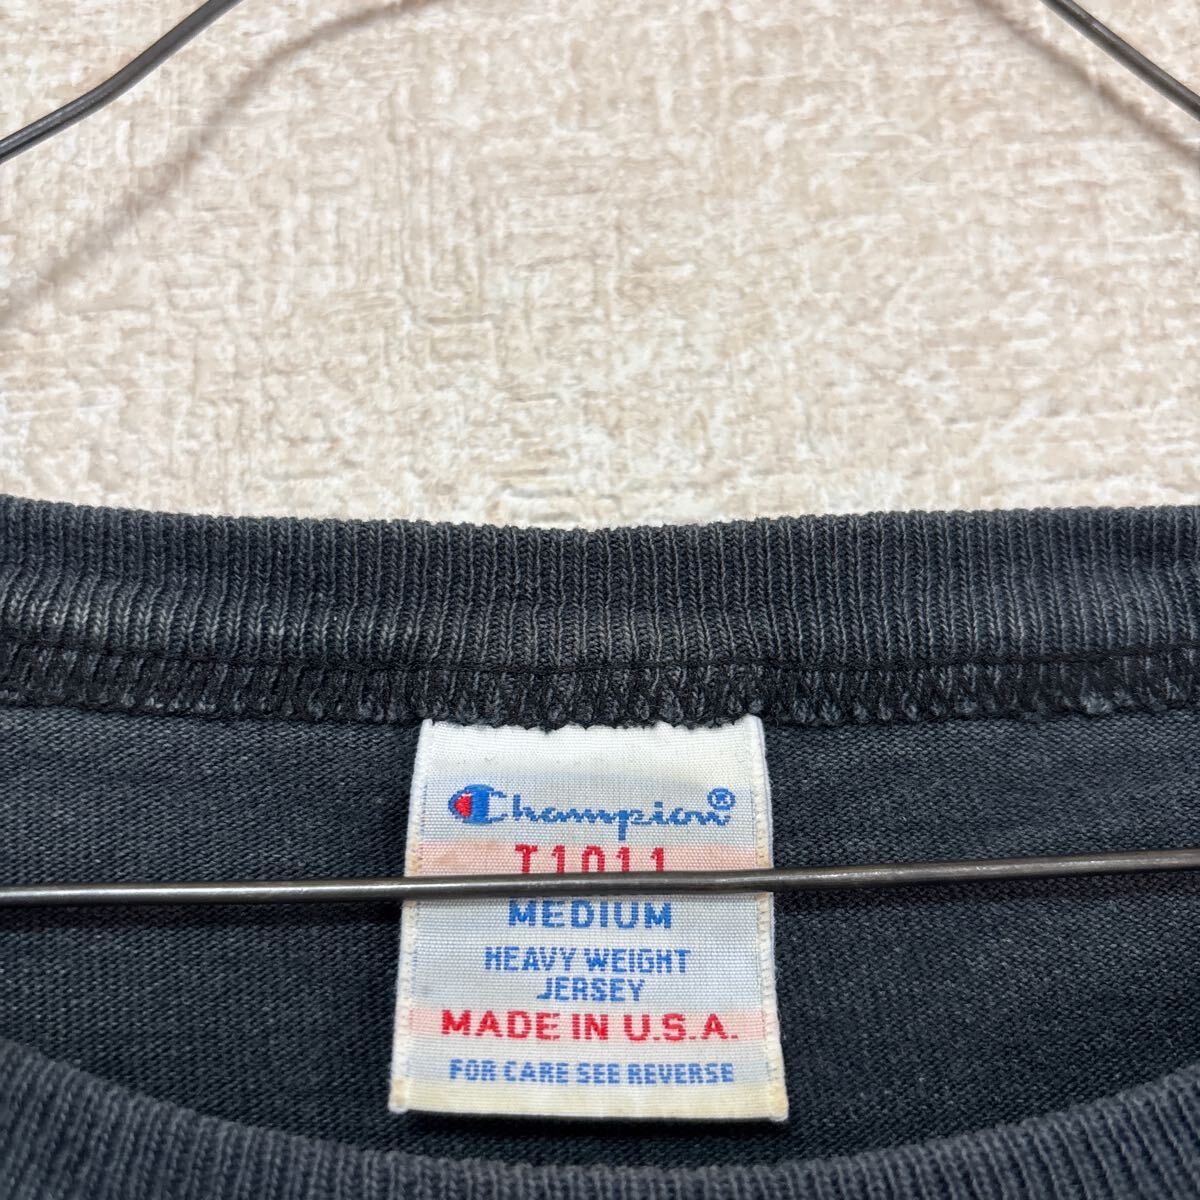 Champion®
T1011
MEDIUM
HEAVY WEIGHT
JERSEY
MADE IN U.S.A.
FOR CARE SEE REVERSE